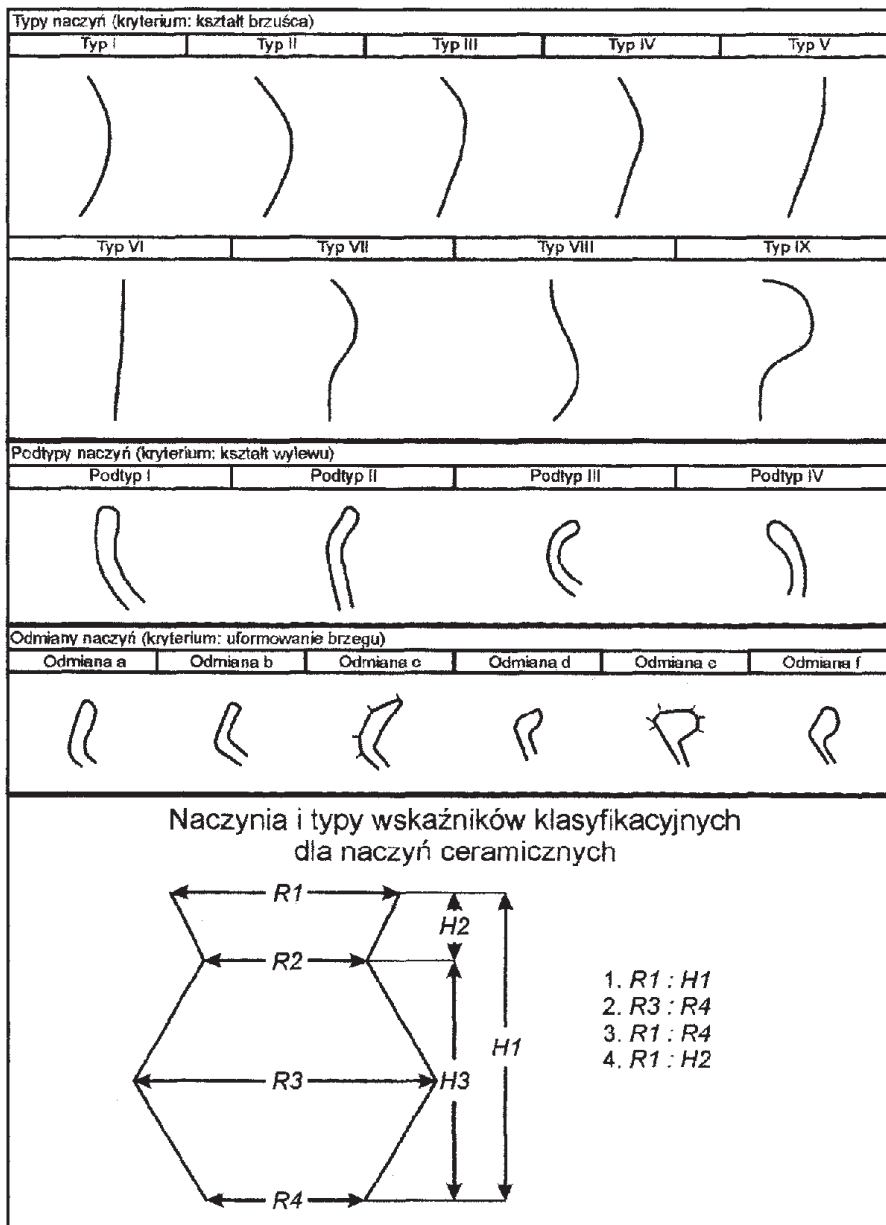 Typy naczyń (kryterium: kształt brzuśca)
Typ I Typ II Typ III Typ IV Typ V
Typ VI Typ VII Typ VIII Typ IX
Podtypy naczyń (kryterium: kształt wylewu)
Podtyp I Podtyp II Podtyp III Podtyp IV
Odmiany naczyń (kryterium: uformowanie brzegu)
Odmiana a Odmiana b Odmiana c Odmiana d Odmiana e Odmiana f
Naczynia i typy wskaźników klasyfikacyjnych
dla naczyń ceramicznych
R1
H2
R2
1. R1 : H1
2. R3 : R4
3. R1 : R4
4. R1 : H2
H1
R3
H3
R4